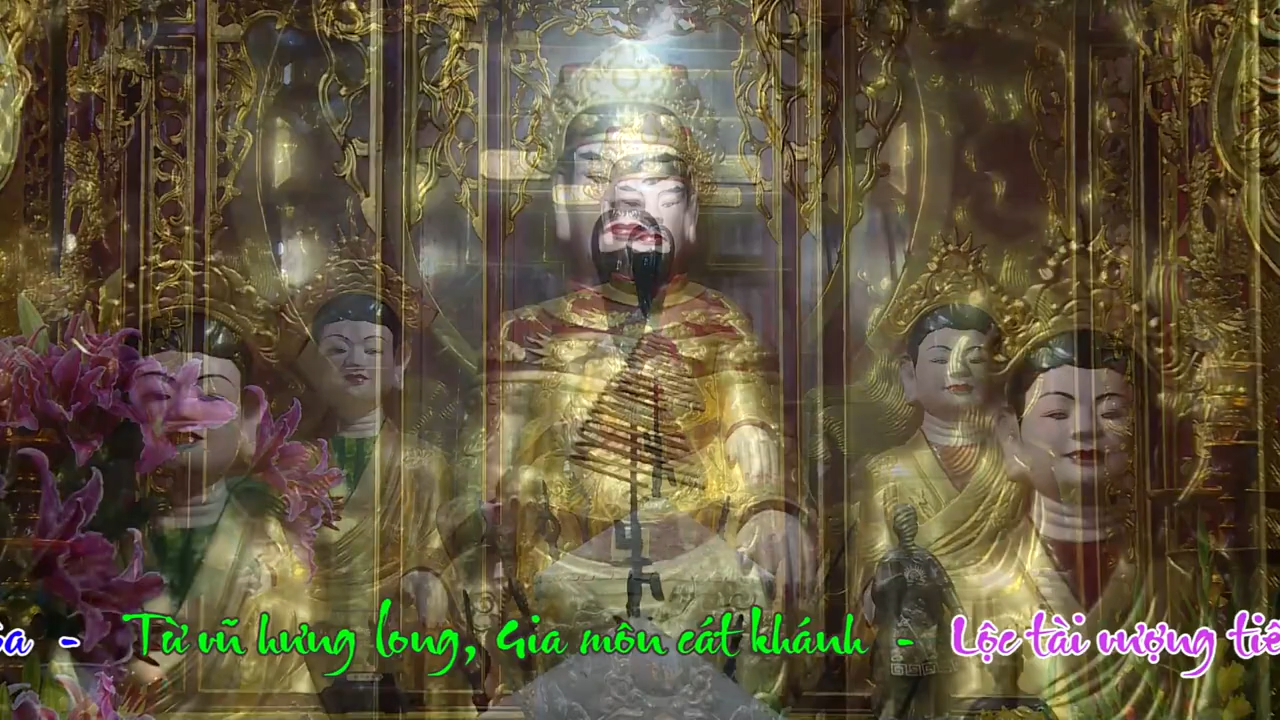 - Từ vũ hưng long, Gia môn cát khánh - Lộc tài vượng